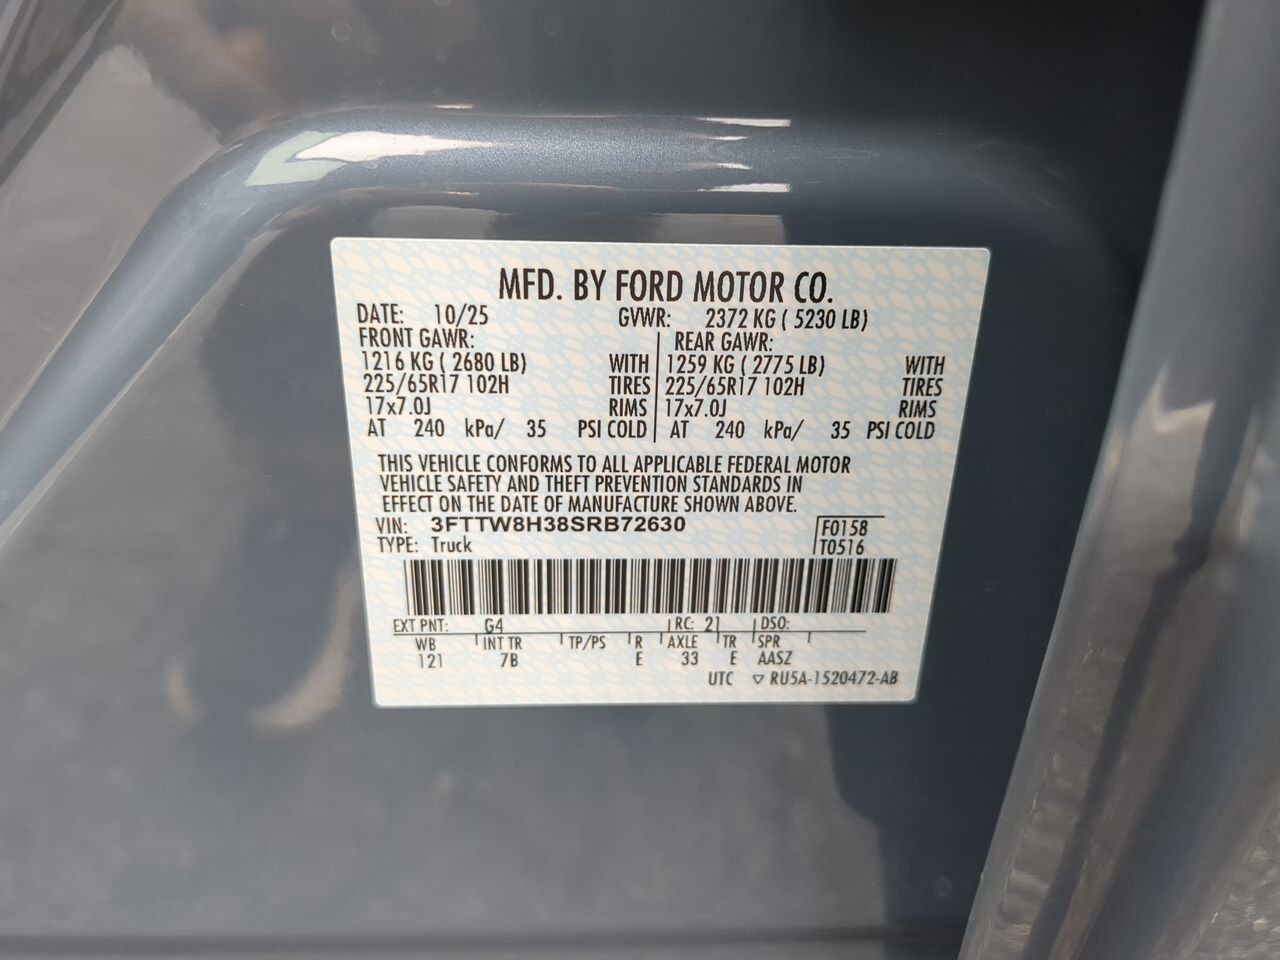 MFD. BY FORD MOTOR CO.
DATE: 10/25 GVWR: 2372 KG ( 5230 LB)
FRONT GAWR: REAR GAWR:
1216 KG ( 2680 LB) WITH 1259 KG ( 2775 LB) WITH
225/65R17 102H TIRES 225/65R17 102H TIRES
17x7.0J RIMS 17x7.0J RIMS
AT 240 kPa/ 35 PSI COLD AT 240 kPa/ 35 PSI COLD
THIS VEHICLE CONFORMS TO ALL APPLICABLE FEDERAL MOTOR
VEHICLE SAFETY AND THEFT PREVENTION STANDARDS IN
EFFECT ON THE DATE OF MANUFACTURE SHOWN ABOVE.
VIN: 3FTTW8H38SRB72630 F0158
TYPE: Truck T0516
EXT PNT: G4 RC: 21 DSO:
WB INT TR TP/PS R AXLE TR SPR
121 7B E 33 E AASZ
UTC ▽ RU5A-1520472-AB